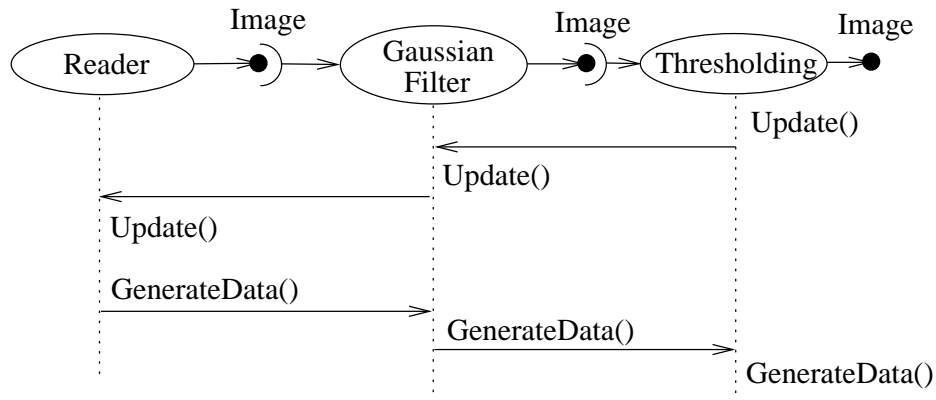 Image
Image
Image
Reader
Gaussian
Filter
Thresholding
Update()
Update()
Update()
GenerateData()
GenerateData()
GenerateData()